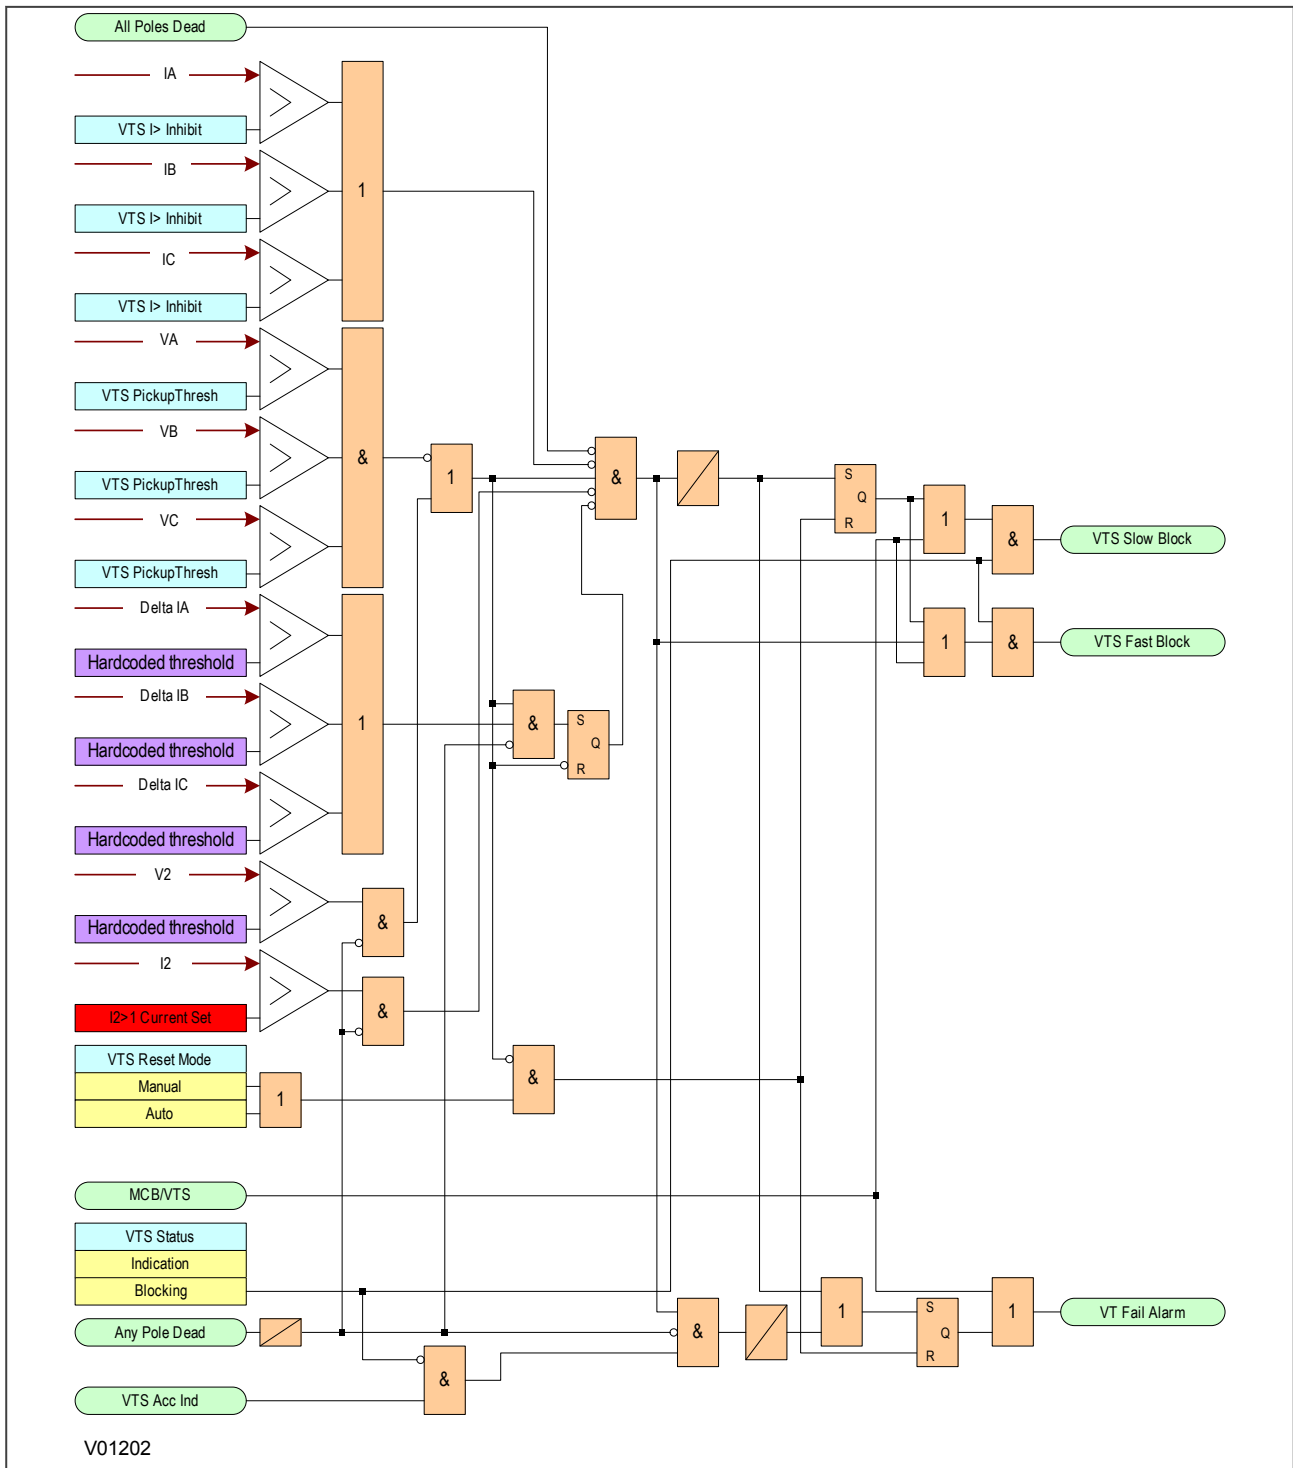 All Poles Dead
IA
VTS I> Inhibit
IB
VTS I> Inhibit
IC
VTS I> Inhibit
1
VA
VTS PickupThresh
VB
VTS PickupThresh
VC
VTS PickupThresh
&
1
&
S
Q
R
1
&
VTS Slow Block
1
&
VTS Fast Block
Delta IA
Hardcoded threshold
Delta IB
Hardcoded threshold
Delta IC
Hardcoded threshold
1
&
S
Q
R
V2
Hardcoded threshold
&
I2
I2>1 Current Set
&
VTS Reset Mode
Manual
Auto
1
&
MCB/VTS
VTS Status
Indication
Blocking
Any Pole Dead
&
1
S
Q
R
1
VT Fail Alarm
VTS Acc Ind
&
V01202